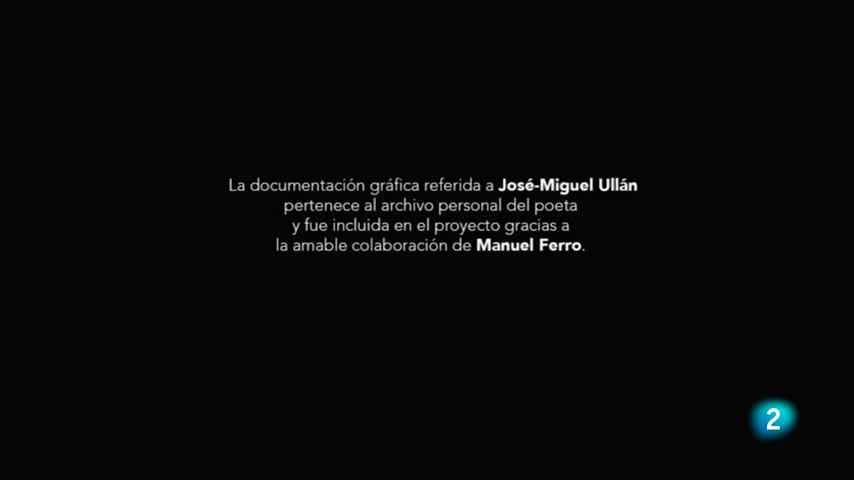 La documentación gráfica referida a José-Miguel Ullán
pertenece al archivo personal del poeta
y fue incluida en el proyecto gracias a
la amable colaboración de Manuel Ferro.
2